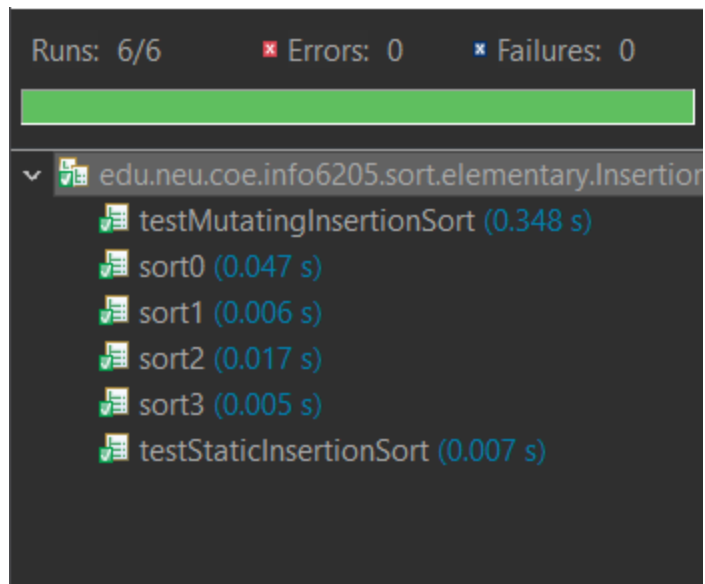 Runs: 6/6 Errors: 0 Failures: 0
edu.neu.coe.info6205.sort.elementary.Insertion
testMutatingInsertionSort (0.348 s)
sort0 (0.047 s)
sort1 (0.006 s)
sort2 (0.017 s)
sort3 (0.005 s)
testStaticInsertionSort (0.007 s)